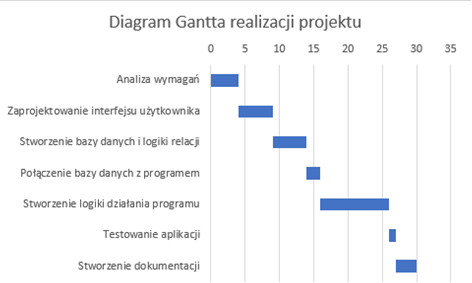 Diagram Gantta realizacji projektu
0 5 10 15 20 25 30 35
Analiza wymagań
Zaprojektowanie interfejsu użytkownika
Stworzenie bazy danych i logiki relacji
Połączenie bazy danych z programem
Stworzenie logiki działania programu
Testowanie aplikacji
Stworzenie dokumentacji